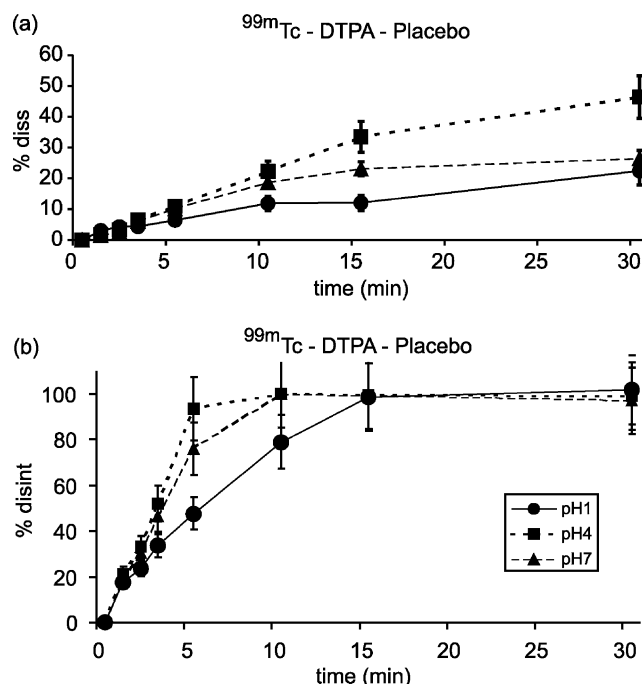 (a)
99mTc - DTPA - Placebo
60
50
40
30
20
10
0
% diss
0 5 10 15 20 25 30
time (min)
(b)
99mTc - DTPA - Placebo
100
80
60
40
20
0
% disint
pH1
pH4
pH7
0 5 10 15 20 25 30
time (min)